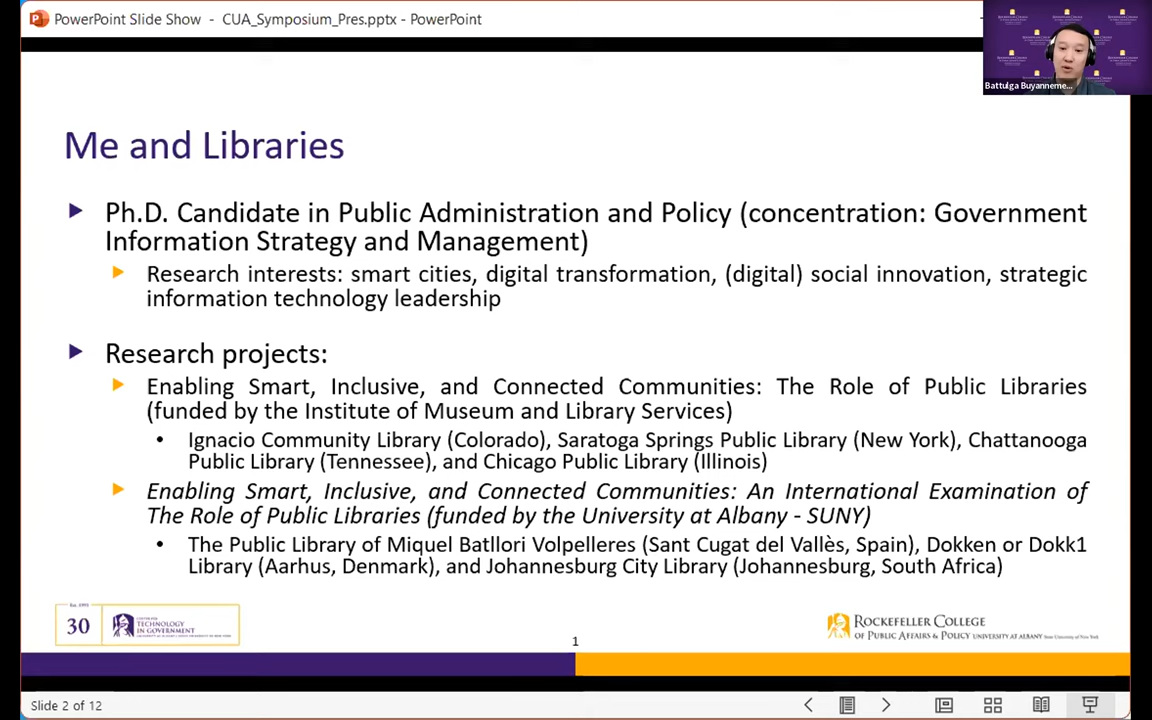 PowerPoint Slide Show - CUA_Symposium_Pres.pptx - PowerPoint
Battulga Buyanneme...
Me and Libraries
Ph.D. Candidate in Public Administration and Policy (concentration: Government
Information Strategy and Management)
Research interests: smart cities, digital transformation, (digital) social innovation, strategic
information technology leadership
Research projects:
Enabling Smart, Inclusive, and Connected Communities: The Role of Public Libraries
(funded by the Institute of Museum and Library Services)
• Ignacio Community Library (Colorado), Saratoga Springs Public Library (New York), Chattanooga
Public Library (Tennessee), and Chicago Public Library (Illinois)
Enabling Smart, Inclusive, and Connected Communities: An International Examination of
The Role of Public Libraries (funded by the University at Albany - SUNY)
• The Public Library of Miquel Batllori Volpelleres (Sant Cugat del Vallès, Spain), Dokken or Dokk1
Library (Aarhus, Denmark), and Johannesburg City Library (Johannesburg, South Africa)
30
CENTER FOR
TECHNOLOGY
IN GOVERNMENT
1
ROCKEFELLER COLLEGE
OF PUBLIC AFFAIRS & POLICY UNIVERSITY AT ALBANY State University of New York
Slide 2 of 12